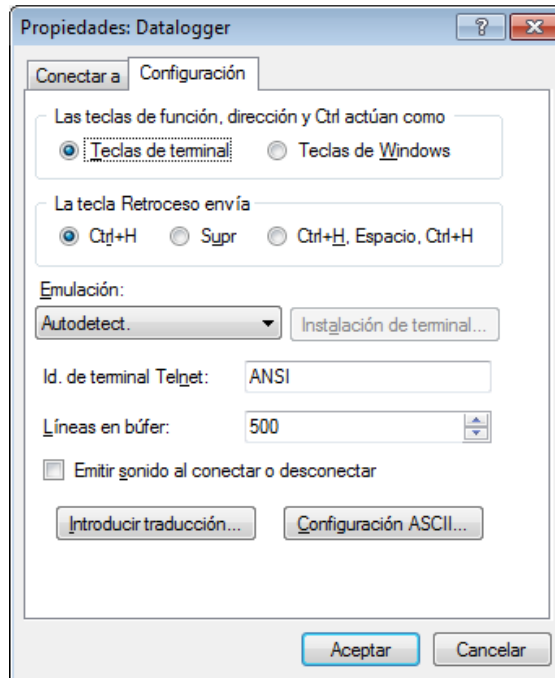 Propiedades: Datalogger
Conectar a Configuración
Las teclas de función, dirección y Ctrl actúan como
Teclas de terminal Teclas de Windows
La tecla Retroceso envía
Ctrl+H Supr Ctrl+H, Espacio, Ctrl+H
Emulación:
Autodetect. Instalación de terminal...
Id. de terminal Telnet: ANSI
Líneas en búfer: 500
Emitir sonido al conectar o desconectar
Introducir traducción... Configuración ASCII...
Aceptar Cancelar